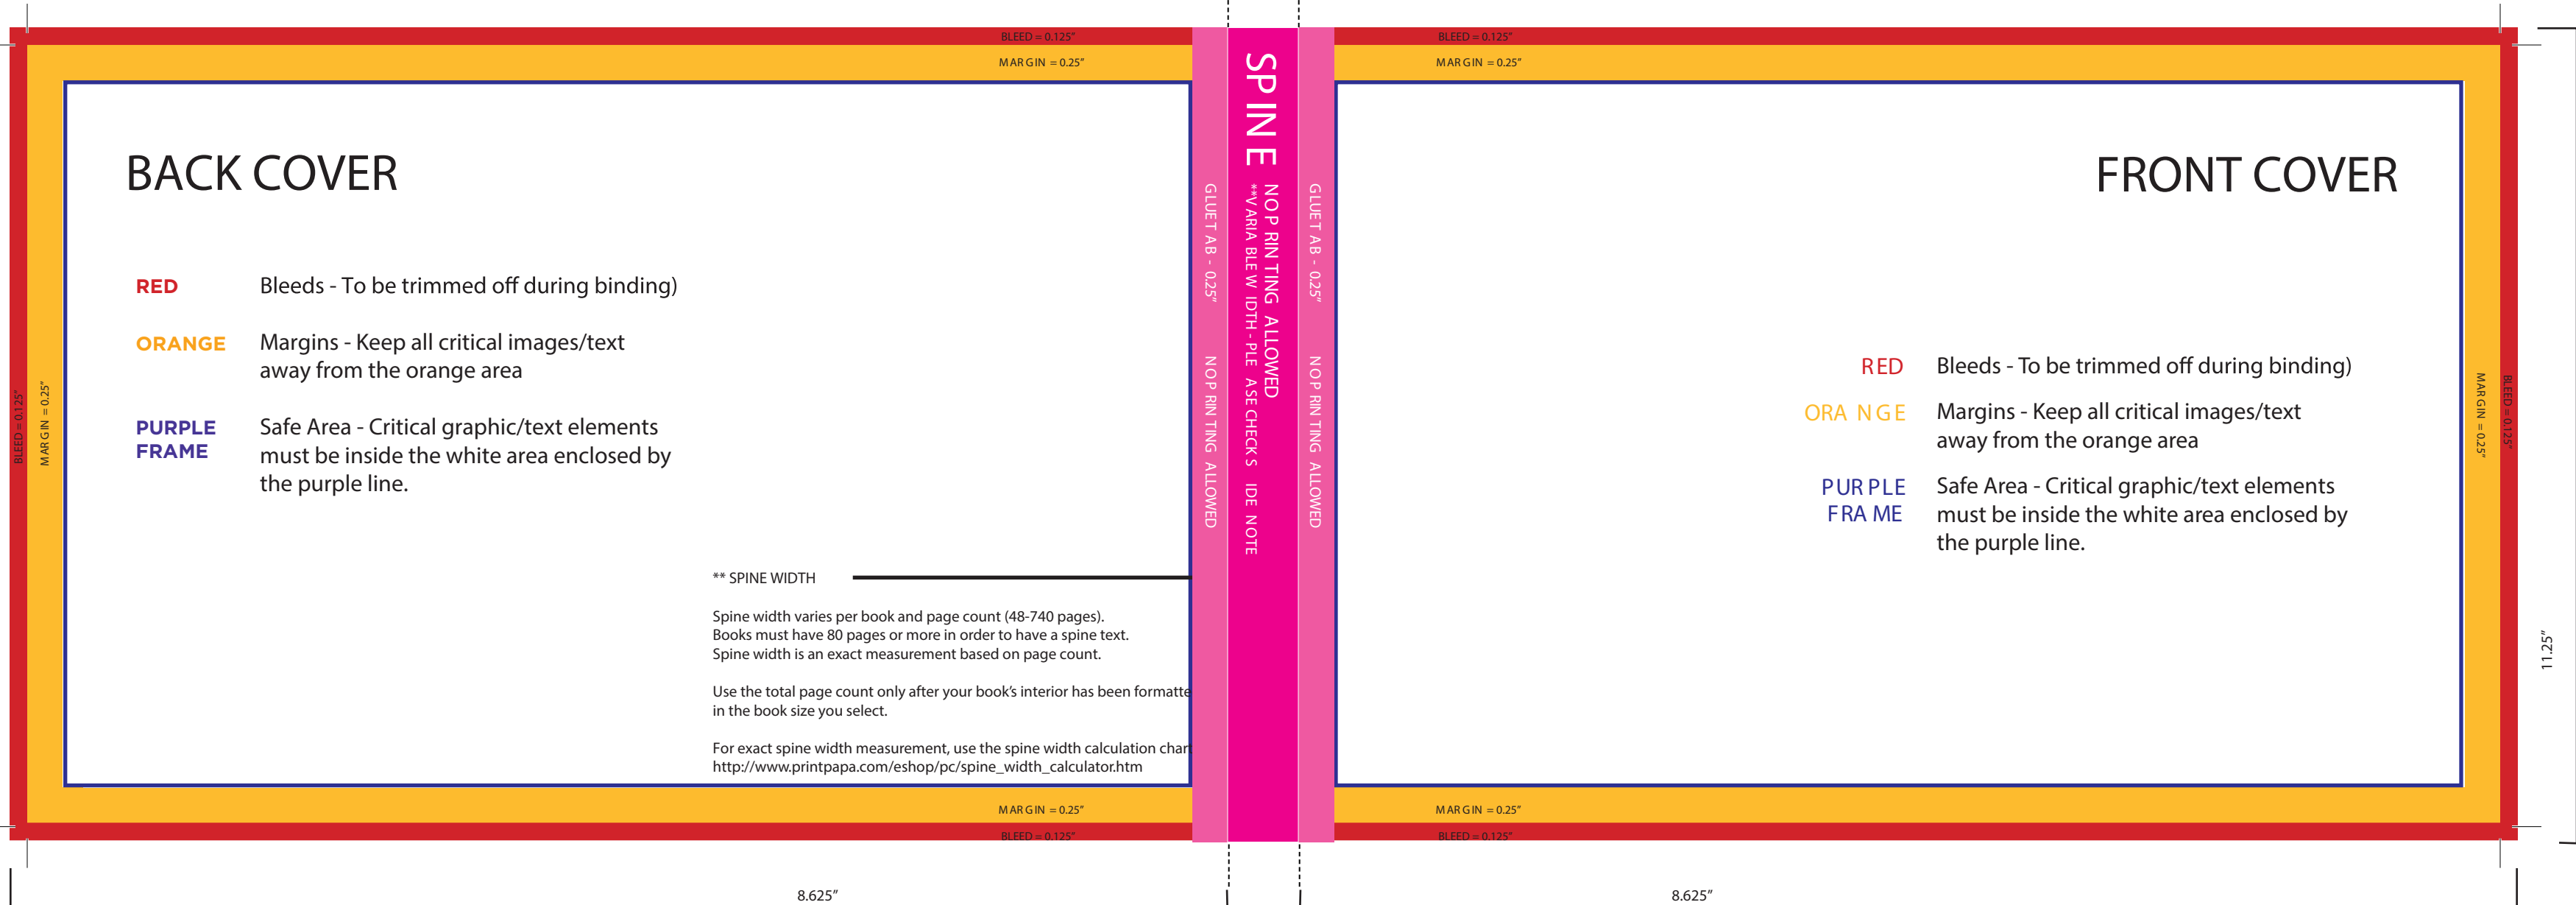 BLEED = 0.125"
MARGIN = 0.25"
BLEED = 0.125"
MARGIN = 0.25"
BACK COVER
RED
Bleeds - To be trimmed off during binding)
ORANGE
Margins - Keep all critical images/text
away from the orange area
PURPLE
FRAME
Safe Area - Critical graphic/text elements
must be inside the white area enclosed by
the purple line.
BLEED = 0.125"
MARGIN = 0.25"
** SPINE WIDTH
Spine width varies per book and page count (48-740 pages).
Books must have 80 pages or more in order to have a spine text.
Spine width is an exact measurement based on page count.
Use the total page count only after your book's interior has been formatte
in the book size you select.
For exact spine width measurement, use the spine width calculation chart
http://www.printpapa.com/eshop/pc/spine_width_calculator.htm
MARGIN = 0.25"
BLEED = 0.125"
GLUE TAB - 0.25" NO PRINTING ALLOWED
SPINE
NO PRINTING ALLOWED
**VARIABLE WIDTH - PLEASE CHECK SIDE NOTE
GLUE TAB - 0.25" NO PRINTING ALLOWED
FRONT COVER
RED
Bleeds - To be trimmed off during binding)
ORANGE
Margins - Keep all critical images/text
away from the orange area
PURPLE
FRAME
Safe Area - Critical graphic/text elements
must be inside the white area enclosed by
the purple line.
MARGIN = 0.25"
BLEED = 0.125"
MARGIN = 0.25"
BLEED = 0.125"
11.25"
8.625"
8.625"